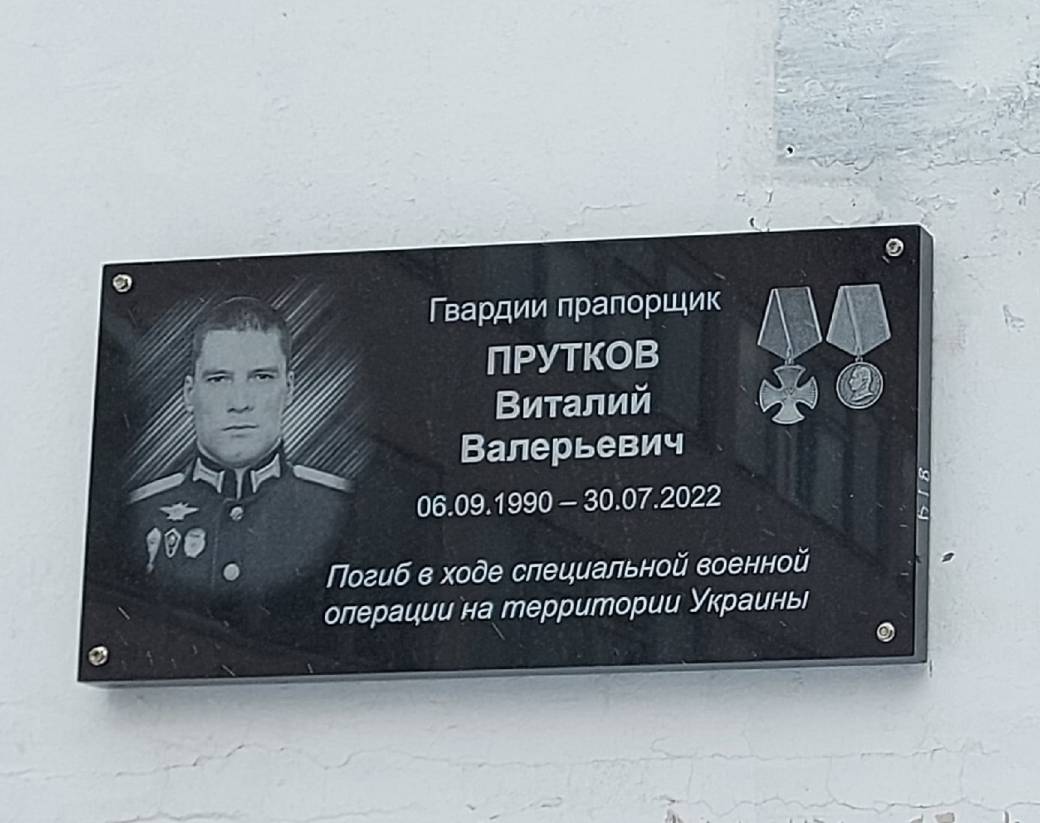 Гвардии прапорщик
ПРУТКОВ
Виталий
Валерьевич
06.09.1990 – 30.07.2022
Погиб в ходе специальной военной
операции на территории Украины